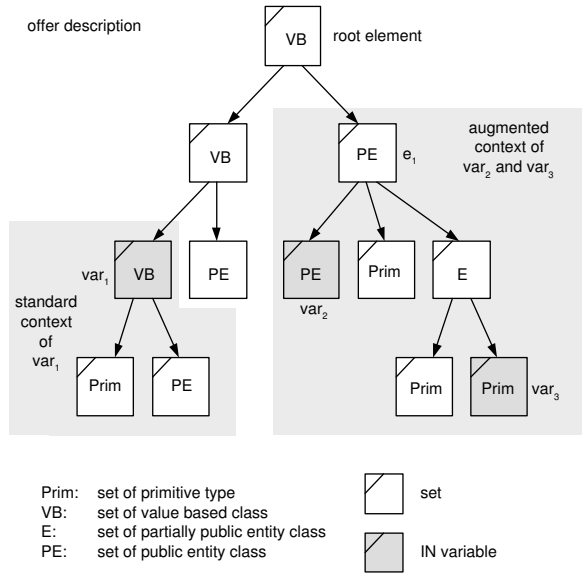 offer description
VB
root element
VB
PE
e1
augmented
context of
var2 and var3
var1
VB
PE
PE
var2
Prim
E
standard
context
of
var1
Prim
PE
Prim
Prim
var3
Prim: set of primitive type
VB: set of value based class
E: set of partially public entity class
PE: set of public entity class
set
IN variable